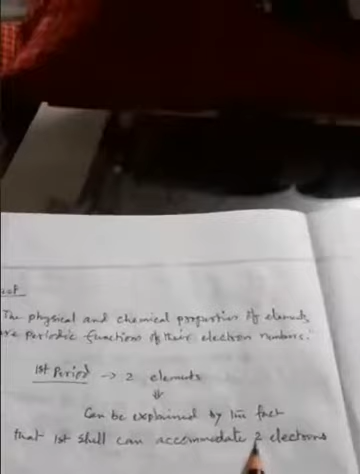 The physical and chemical properties of elements
are periodic functions of their electron numbers."
1st Period → 2 elements
⇓
Can be explained by the fact
that 1st shell can accommodate 2 electrons